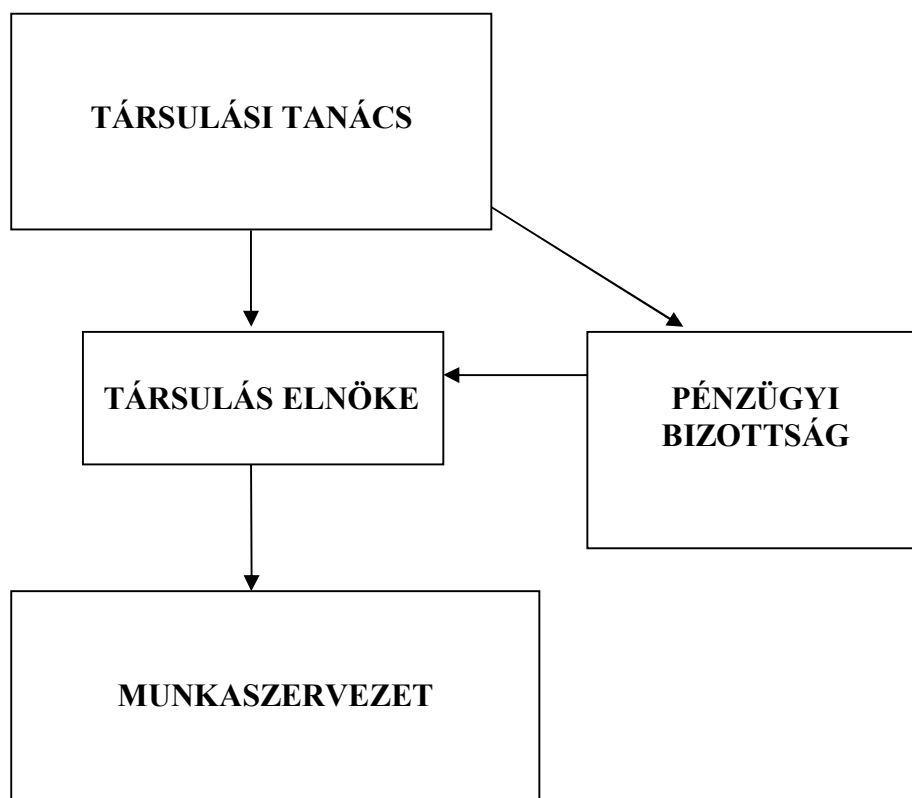 TÁRSULÁSI TANÁCS
TÁRSULÁS ELNÖKE
PÉNZÜGYI
BIZOTTSÁG
MUNKASZERVEZET